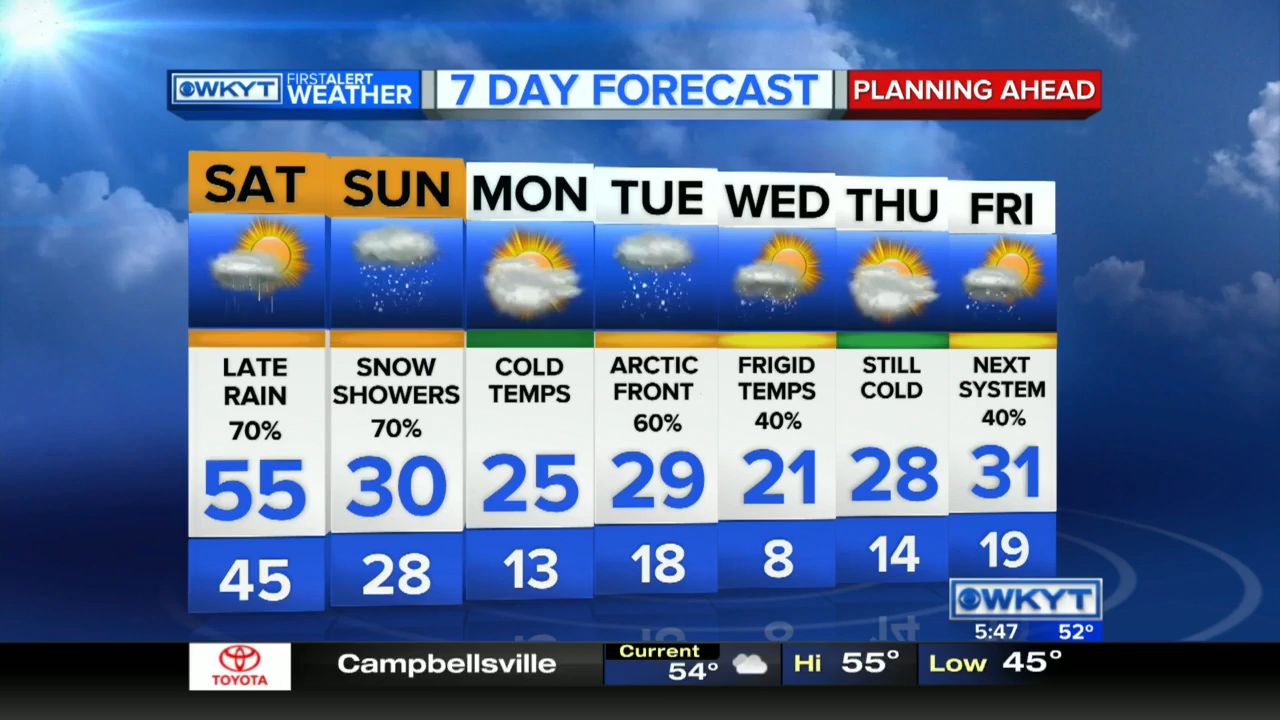 WKYT FIRST ALERT WEATHER 7 DAY FORECAST PLANNING AHEAD
SAT SUN MON TUE WED THU FRI
LATE RAIN 70%
55
45
SNOW SHOWERS 70%
30
28
COLD TEMPS
25
13
ARCTIC FRONT 60%
29
18
FRIGID TEMPS 40%
21
8
STILL COLD
28
14
NEXT SYSTEM 40%
31
19
WKYT
5:47 52°
TOYOTA
Campbellsville
Current 54°
Hi 55°
Low 45°